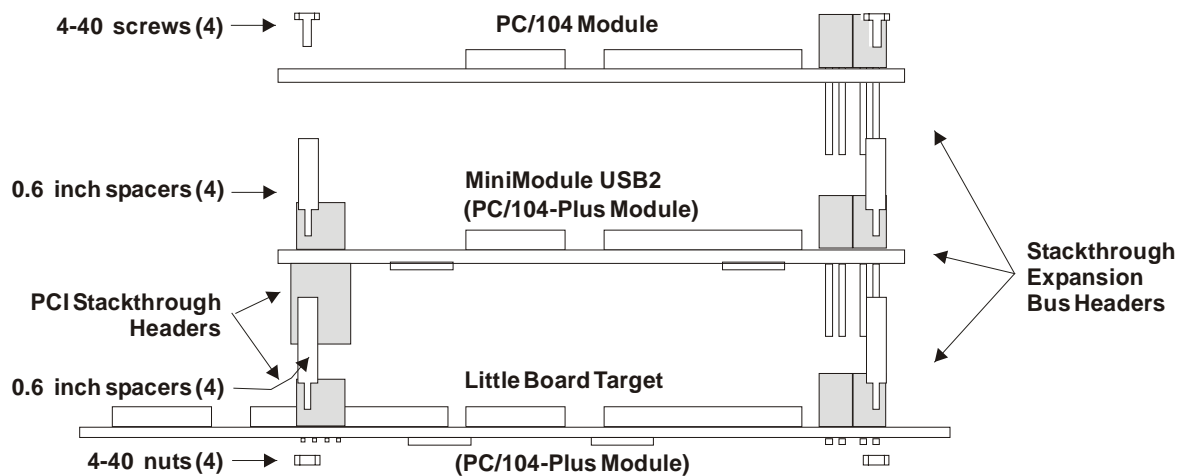 4-40 screws (4)
PC/104 Module
0.6 inch spacers (4)
MiniModule USB2
(PC/104-Plus Module)
Stackthrough
Expansion
Bus Headers
PCI Stackthrough
Headers
0.6 inch spacers (4)
Little Board Target
4-40 nuts (4)
(PC/104-Plus Module)